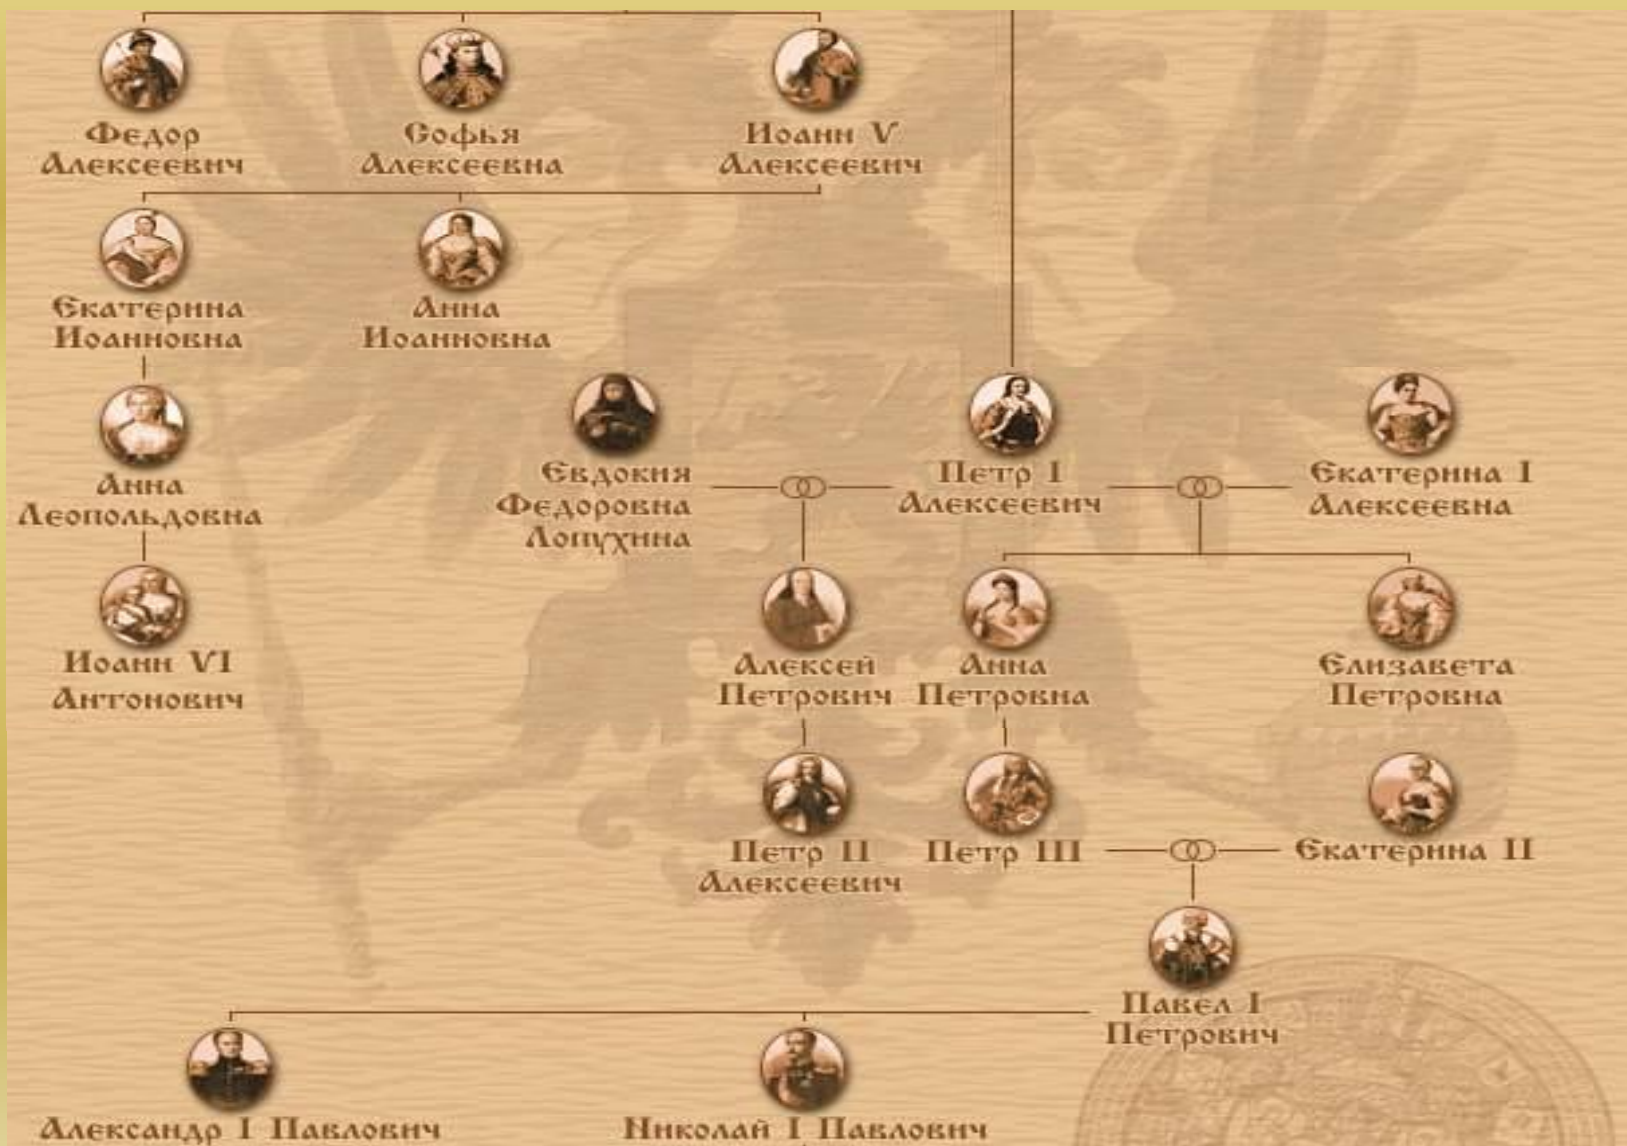 Федор
Алексеевич
Софья
Алексеевна
Иоанн V
Алексеевич
Екатерина
Иоанновна
Анна
Иоанновна
Анна
Леопольдовна
Евдокия
Федоровна
Лопухина
Петр I
Алексеевич
Екатерина I
Алексеевна
Иоанн VI
Антонович
Алексей
Петрович
Анна
Петровна
Елизавета
Петровна
Петр II
Алексеевич
Петр III
Екатерина II
Павел I
Петрович
Александр I Павлович
Николай I Павлович